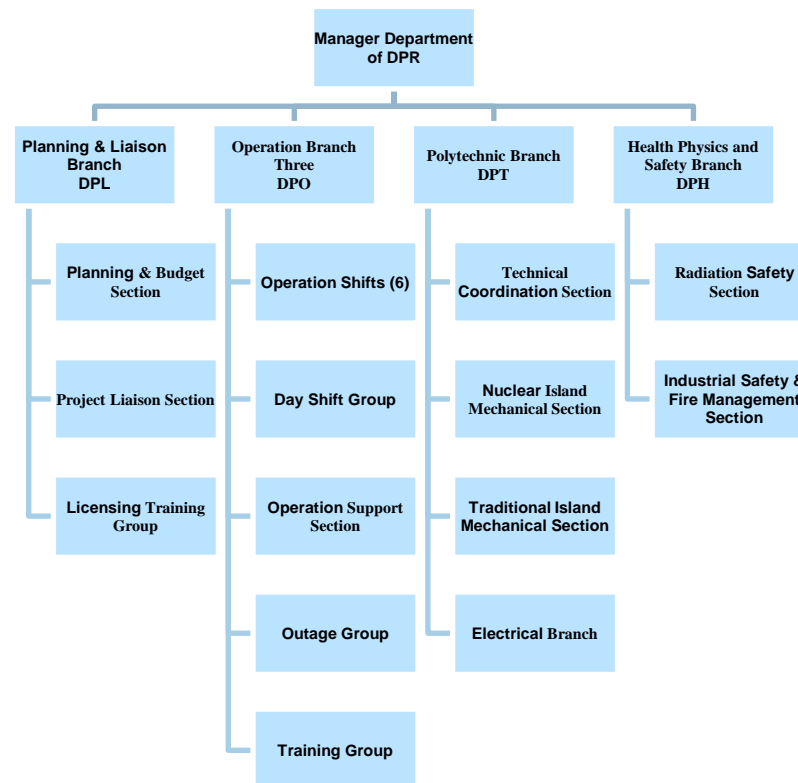 Manager Department
of DPR
Planning & Liaison
Branch
DPL
Operation Branch
Three
DPO
Polytechnic Branch
DPT
Health Physics and
Safety Branch
DPH
Planning & Budget
Section
Operation Shifts (6)
Technical
Coordination Section
Radiation Safety
Section
Project Liaison Section
Day Shift Group
Nuclear Island
Mechanical Section
Industrial Safety &
Fire Management
Section
Licensing Training
Group
Operation Support
Section
Traditional Island
Mechanical Section
Outage Group
Electrical Branch
Training Group